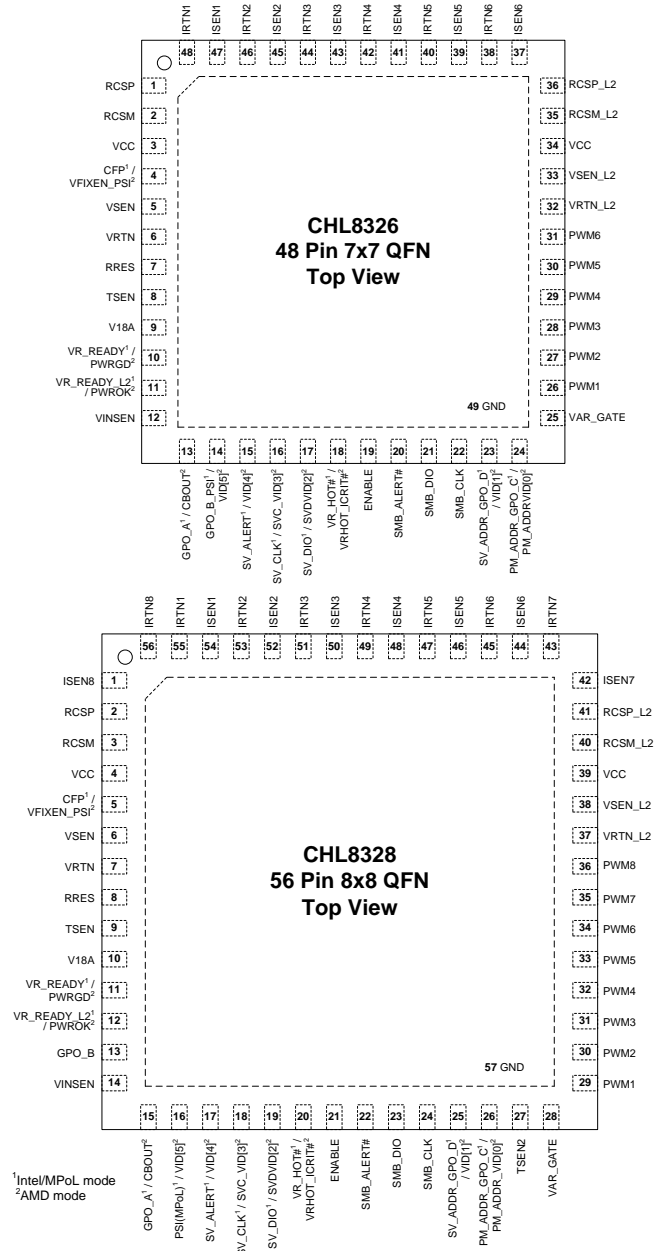 IRTN1
ISEN1
IRTN2
ISEN2
IRTN3
ISEN3
IRTN4
ISEN4
IRTN5
ISEN5
IRTN6
ISEN6
48
47
46
45
44
43
42
41
40
39
38
37
RCSP 1
RCSM 2
VCC 3
CFP¹ /
VFIXEN_PSI² 4
VSEN 5
VRTN 6
RRES 7
TSEN 8
V18A 9
VR_READY¹ /
PWRGD² 10
VR_READY_L2¹
/ PWROK² 11
VINSEN 12
CHL8326
48 Pin 7x7 QFN
Top View
49 GND
36 RCSP_L2
35 RCSM_L2
34 VCC
33 VSEN_L2
32 VRTN_L2
31 PWM6
30 PWM5
29 PWM4
28 PWM3
27 PWM2
26 PWM1
25 VAR_GATE
13
14
15
16
17
18
19
20
21
22
23
24
GPO_A¹ / CBOUT²
GPO_B_PSI¹ /
VID[5]²
SV_ALERT¹ / VID[4]²
SV_CLK¹ / SVC_VID[3]²
SV_DIO¹ / SVDVID[2]²
VR_HOT#¹ /
VRHOT_ICRIT#²
ENABLE
SMB_ALERT#
SMB_DIO
SMB_CLK
SV_ADDR_GPO_D¹
/ VID[1]²
PM_ADDR_GPO_C¹ /
PM_ADDRVID[0]²
IRTN8
IRTN1
ISEN1
IRTN2
ISEN2
IRTN3
ISEN3
IRTN4
ISEN4
IRTN5
ISEN5
IRTN6
ISEN6
IRTN7
56
55
54
53
52
51
50
49
48
47
46
45
44
43
ISEN8 1
RCSP 2
RCSM 3
VCC 4
CFP¹ /
VFIXEN_PSI² 5
VSEN 6
VRTN 7
RRES 8
TSEN 9
V18A 10
VR_READY¹ /
PWRGD² 11
VR_READY_L2¹
/ PWROK² 12
GPO_B 13
VINSEN 14
CHL8328
56 Pin 8x8 QFN
Top View
57 GND
42 ISEN7
41 RCSP_L2
40 RCSM_L2
39 VCC
38 VSEN_L2
37 VRTN_L2
36 PWM8
35 PWM7
34 PWM6
33 PWM5
32 PWM4
31 PWM3
30 PWM2
29 PWM1
15
16
17
18
19
20
21
22
23
24
25
26
27
28
GPO_A¹ / CBOUT²
PSI(MPoL)¹ / VID[5]²
SV_ALERT¹ / VID[4]²
SV_CLK¹ / SVC_VID[3]²
SV_DIO¹ / SVDVID[2]²
VR_HOT#¹ /
VRHOT_ICRIT#²
ENABLE
SMB_ALERT#
SMB_DIO
SMB_CLK
SV_ADDR_GPO_D¹
/ VID[1]²
PM_ADDR_GPO_C¹ /
PM_ADDR_VID[0]²
TSEN2
VAR_GATE
¹Intel/MPoL mode
²AMD mode